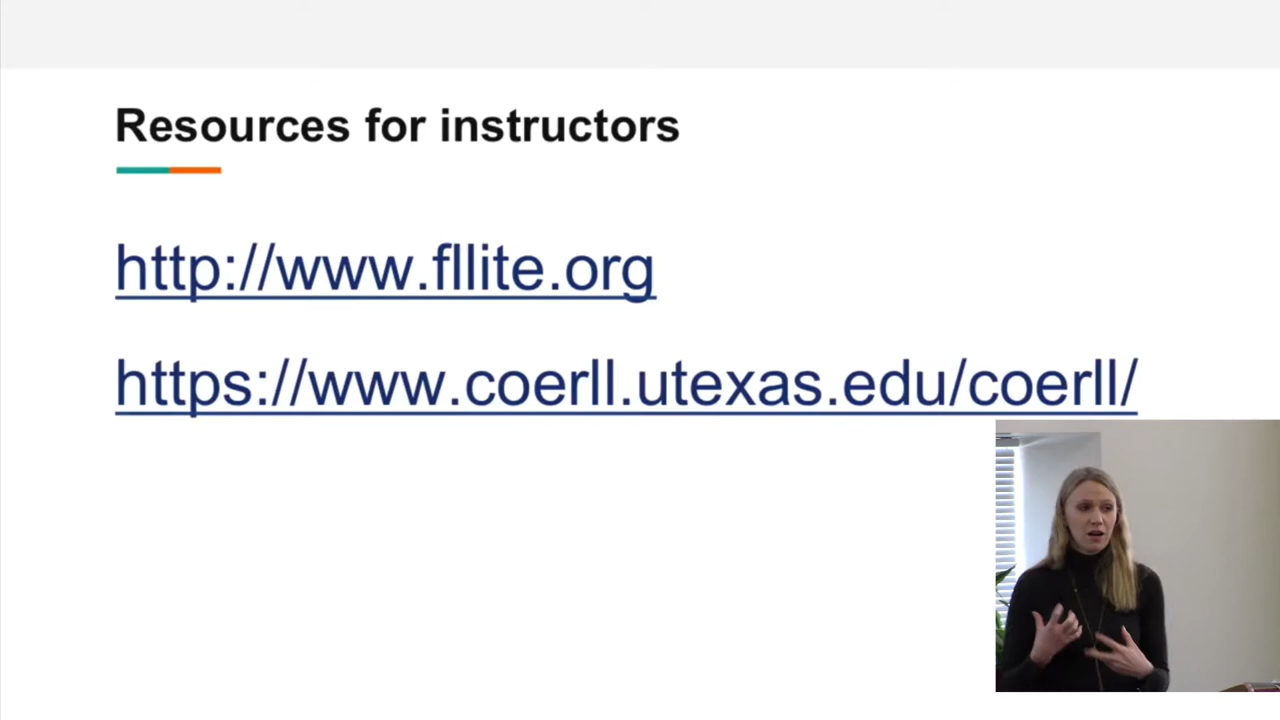 Resources for instructors
http://www.fllite.org
https://www.coerll.utexas.edu/coerll/